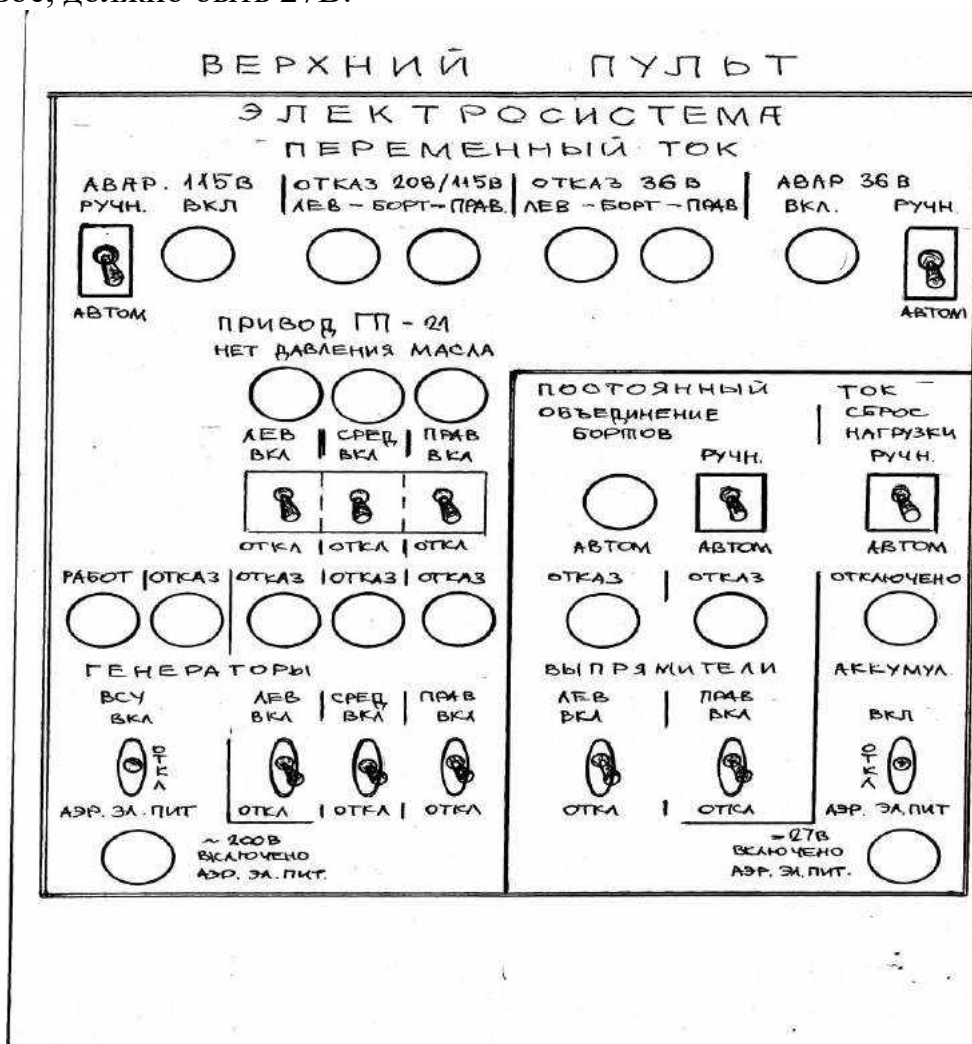 должно быть 27В.
ВЕРХНИЙ ПУЛЬТ
ЭЛЕКТРОСИСТЕМА
ПЕРЕМЕННЫЙ ТОК
АВАР. 115В | ОТКАЗ 208/115В | ОТКАЗ 36В | АВАР 36В
РУЧН. ВКЛ | ЛЕВ – БОРТ – ПРАВ. | ЛЕВ – БОРТ – ПРАВ | ВКЛ. РУЧН.
АВТОМ АВТОМ
ПРИВОД ГП – 21
НЕТ ДАВЛЕНИЯ МАСЛА
ЛЕВ | СРЕД | ПРАВ
ВКЛ | ВКЛ | ВКЛ
ОТКЛ | ОТКЛ | ОТКЛ
РАБОТ | ОТКАЗ | ОТКАЗ | ОТКАЗ | ОТКАЗ
ГЕНЕРАТОРЫ
ВСУ ЛЕВ | СРЕД | ПРАВ
ВКЛ ВКЛ | ВКЛ | ВКЛ
ОТКЛ
АЭР. ЭЛ. ПИТ ОТКЛ | ОТКЛ | ОТКЛ
~ 200В
ВКЛЮЧЕНО
АЭР. ЭЛ. ПИТ.
ПОСТОЯННЫЙ ТОК
ОБЪЕДИНЕНИЕ | СБРОС
БОРТОВ | НАГРУЗКИ
РУЧН. РУЧН.
АВТОМ АВТОМ АВТОМ
ОТКАЗ | ОТКАЗ ОТКЛЮЧЕНО
ВЫПРЯМИТЕЛИ АККУМУЛ.
ЛЕВ | ПРАВ
ВКЛ | ВКЛ ВКЛ
ОТКЛ
ОТКЛ | ОТКЛ АЭР. ЭЛ. ПИТ
= 27В
ВКЛЮЧЕНО
АЭР. ЭЛ. ПИТ.